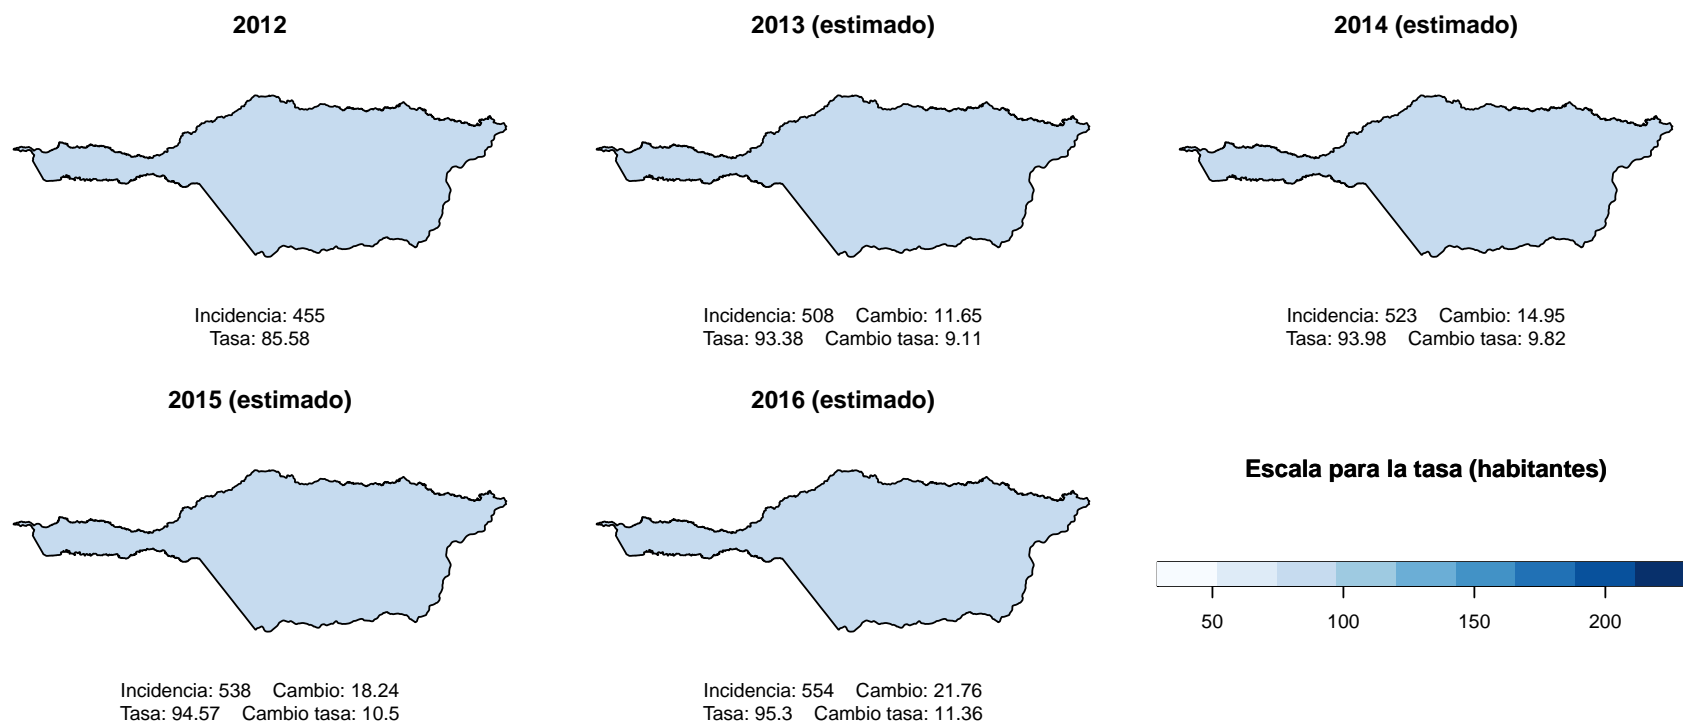 2012
Incidencia: 455
Tasa: 85.58
2013 (estimado)
Incidencia: 508 Cambio: 11.65
Tasa: 93.38 Cambio tasa: 9.11
2014 (estimado)
Incidencia: 523 Cambio: 14.95
Tasa: 93.98 Cambio tasa: 9.82
2015 (estimado)
Incidencia: 538 Cambio: 18.24
Tasa: 94.57 Cambio tasa: 10.5
2016 (estimado)
Incidencia: 554 Cambio: 21.76
Tasa: 95.3 Cambio tasa: 11.36
Escala para la tasa (habitantes)
50 100 150 200